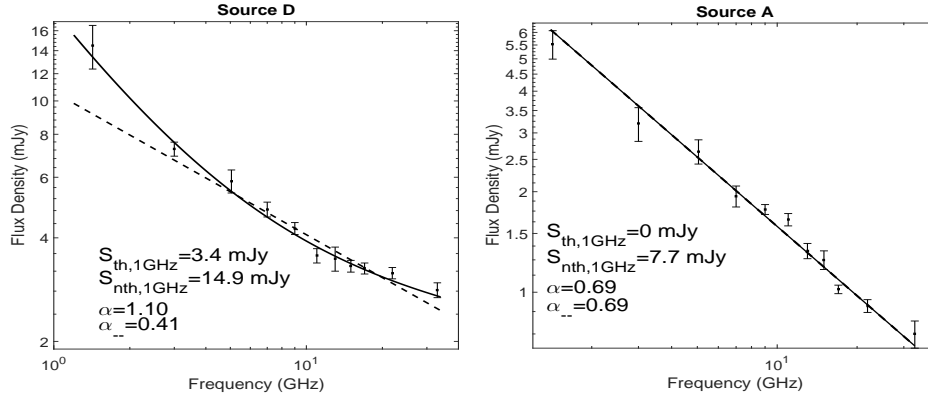 Source D
Flux Density (mJy)
16
14
12
10
8
6
4
2
S_th,1GHz=3.4 mJy
S_nth,1GHz=14.9 mJy
α=1.10
α_--=0.41
10^0
10^1
Frequency (GHz)
Source A
Flux Density (mJy)
5.5
5
4.5
4
3.5
3
2.5
2
1.5
1
S_th,1GHz=0 mJy
S_nth,1GHz=7.7 mJy
α=0.69
α_--=0.69
10^1
Frequency (GHz)